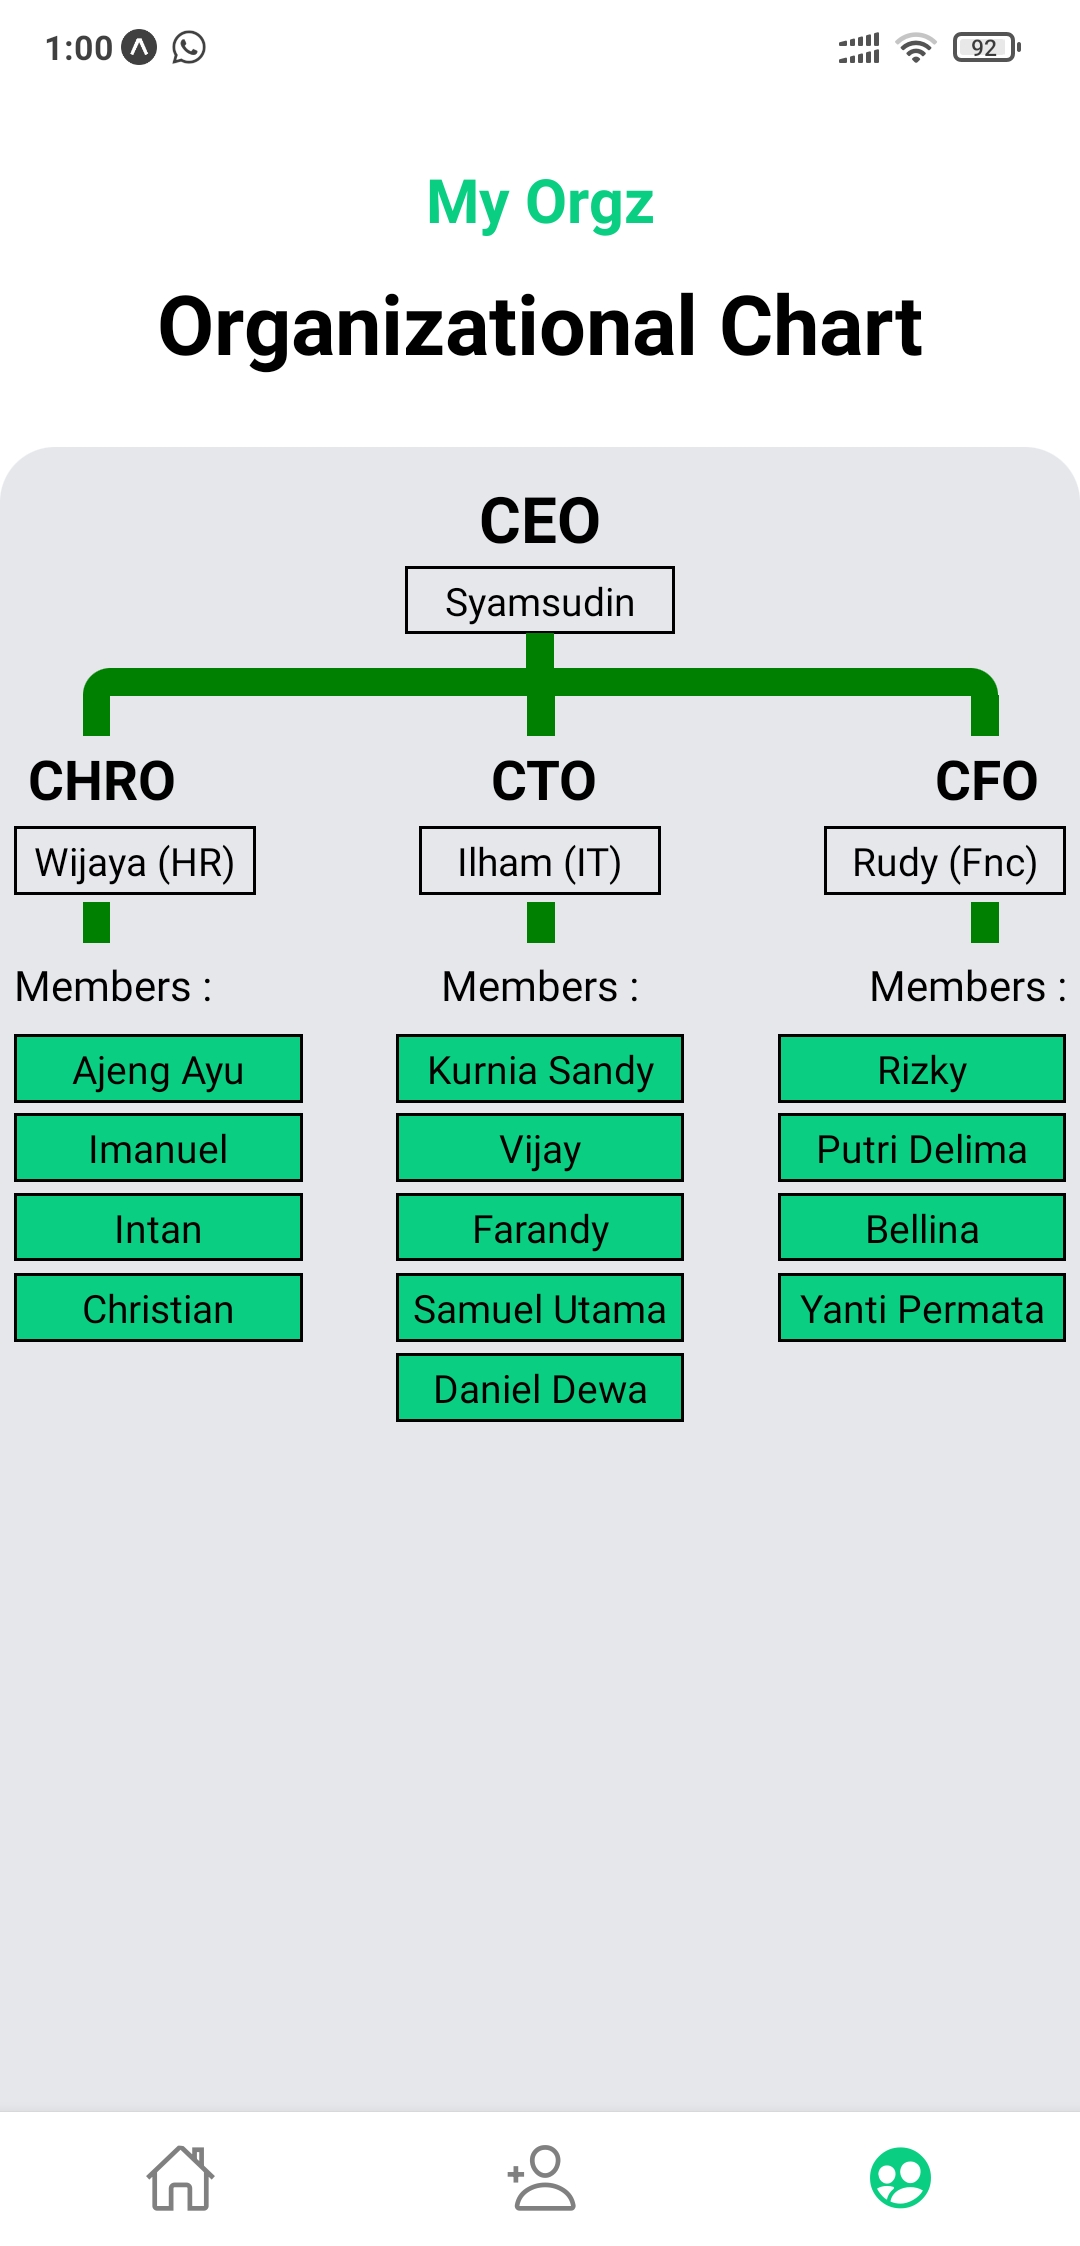 1:00
92
My Orgz
Organizational Chart
CEO
Syamsudin
CHRO CTO CFO
Wijaya (HR) Ilham (IT) Rudy (Fnc)
Members : Members : Members :
Ajeng Ayu Kurnia Sandy Rizky
Imanuel Vijay Putri Delima
Intan Farandy Bellina
Christian Samuel Utama Yanti Permata
Daniel Dewa